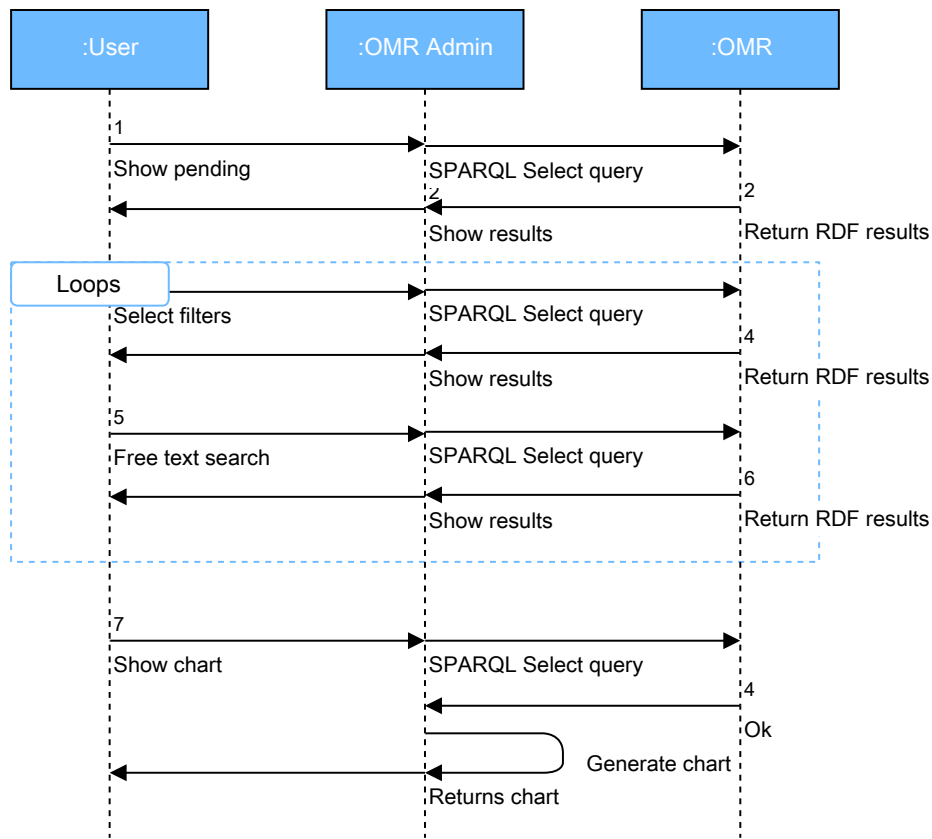 :User
:OMR Admin
:OMR
1
Show pending
SPARQL Select query
2
2
Show results
Return RDF results
Loops
Select filters
SPARQL Select query
4
Show results
Return RDF results
5
Free text search
SPARQL Select query
6
Show results
Return RDF results
7
Show chart
SPARQL Select query
4
Ok
Generate chart
Returns chart